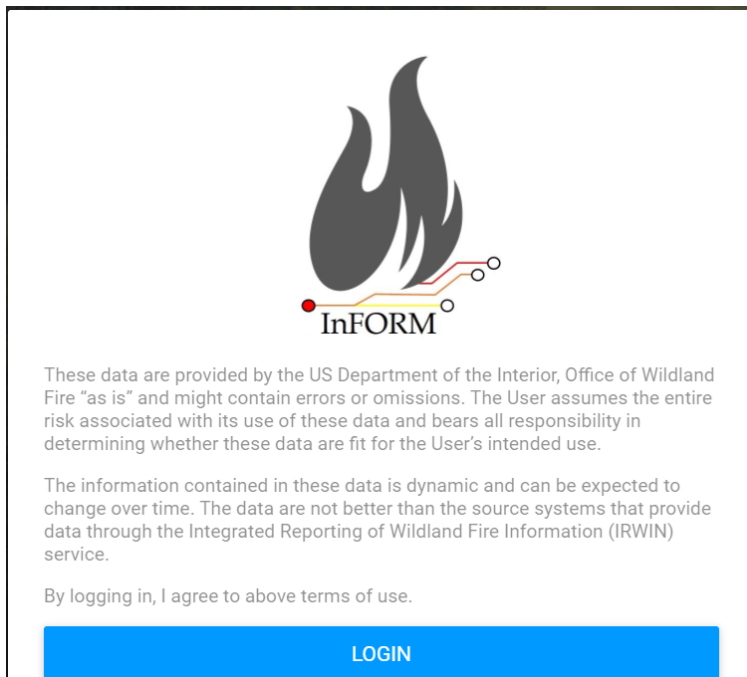 InFORM
These data are provided by the US Department of the Interior, Office of Wildland
Fire “as is” and might contain errors or omissions. The User assumes the entire
risk associated with its use of these data and bears all responsibility in
determining whether these data are fit for the User’s intended use.
The information contained in these data is dynamic and can be expected to
change over time. The data are not better than the source systems that provide
data through the Integrated Reporting of Wildland Fire Information (IRWIN)
service.
By logging in, I agree to above terms of use.
LOGIN